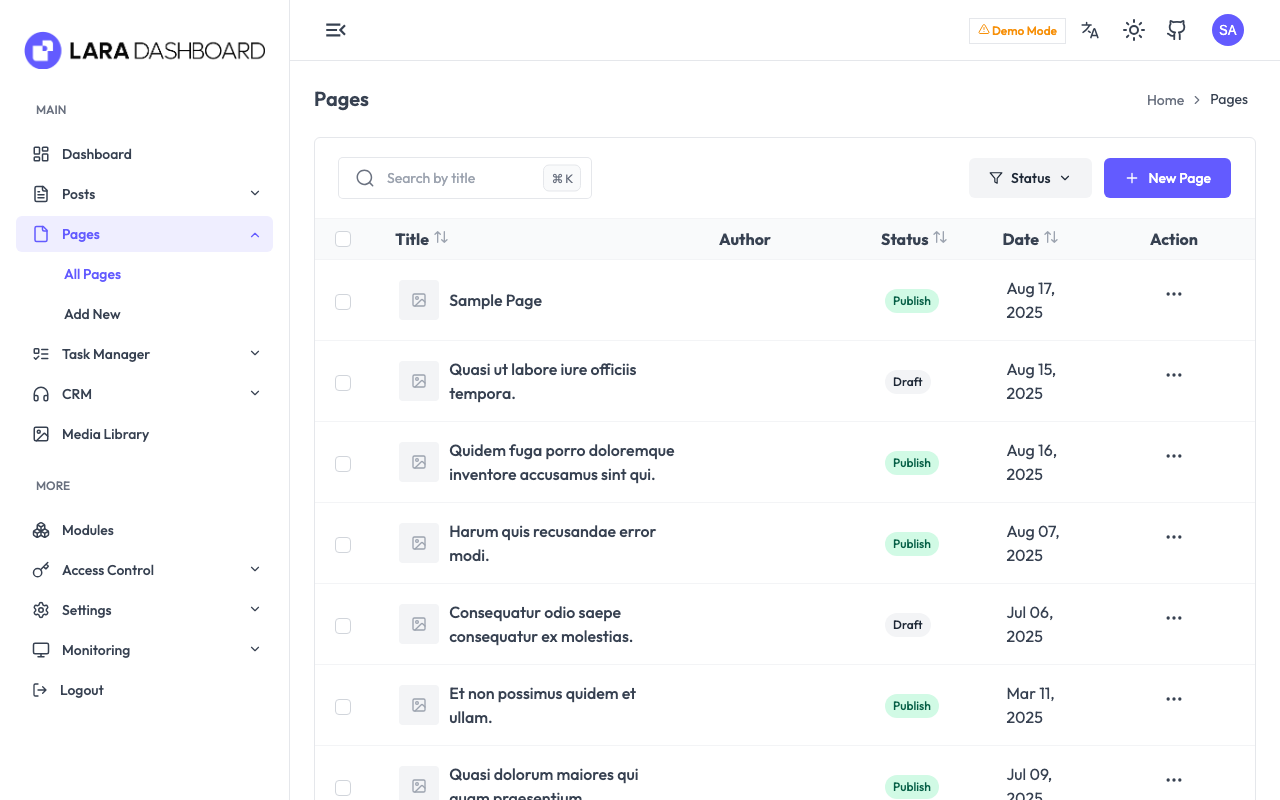 LARA DASHBOARD
MAIN
Dashboard
Posts
Pages
All Pages
Add New
Task Manager
CRM
Media Library
MORE
Modules
Access Control
Settings
Monitoring
Logout
Demo Mode
SA
Pages
Home > Pages
Search by title
⌘ K
Status
New Page
Title Author Status Date Action
Sample Page Publish Aug 17,
2025
Quasi ut labore iure officiis
tempora.
Draft
Aug 15,
2025
Quidem fuga porro doloremque
inventore accusamus sint qui.
Publish
Aug 16,
2025
Harum quis recusandae error
modi.
Publish
Aug 07,
2025
Consequatur odio saepe
consequatur ex molestias.
Draft
Jul 06,
2025
Et non possimus quidem et
ullam.
Publish
Mar 11,
2025
Quasi dolorum maiores qui
quam praesentium
Publish
Jul 09,
2025